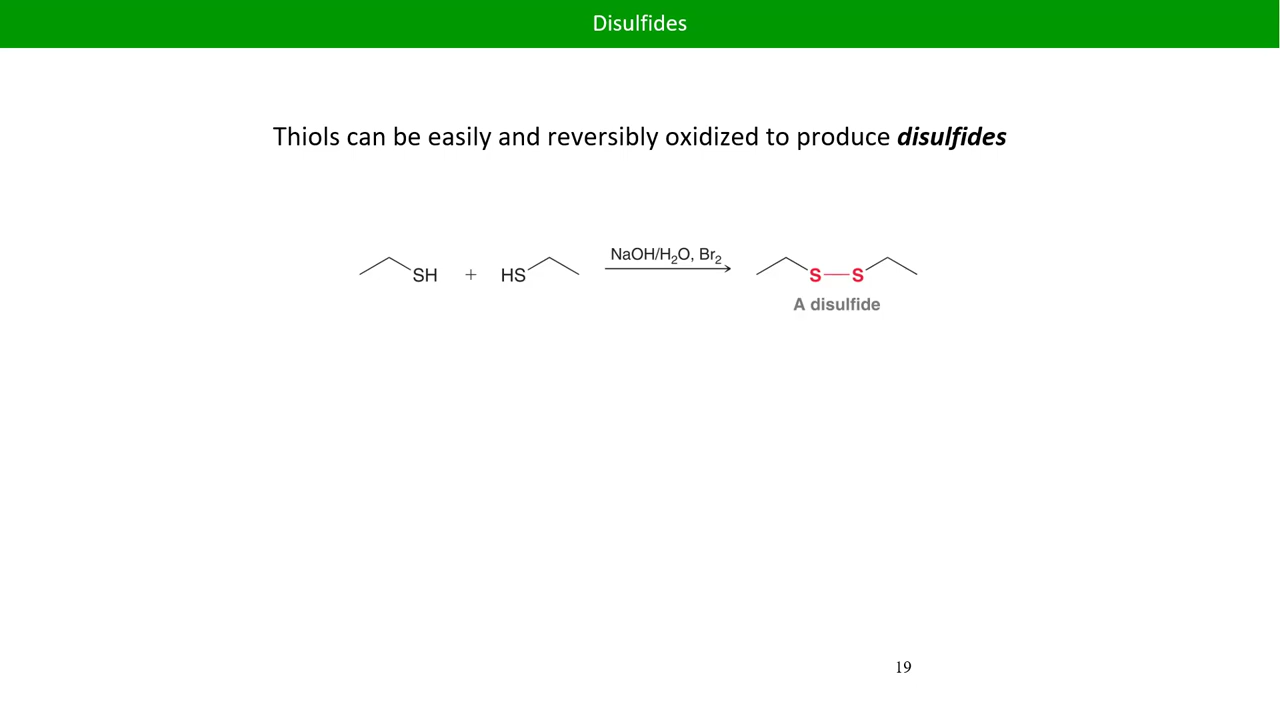 Disulfides
Thiols can be easily and reversibly oxidized to produce disulfides
SH + HS NaOH/H₂O, Br₂ S S
A disulfide
19